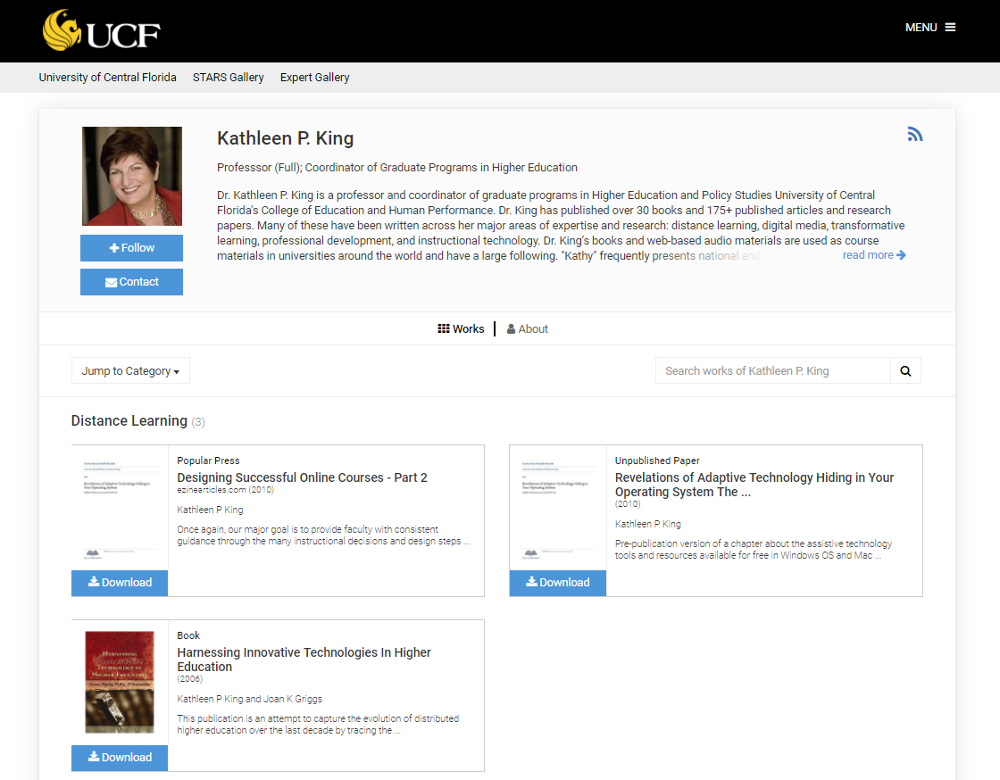 UCF
MENU
University of Central Florida STARS Gallery Expert Gallery
Kathleen P. King
Professsor (Full); Coordinator of Graduate Programs in Higher Education
Dr. Kathleen P. King is a professor and coordinator of graduate programs in Higher Education and Policy Studies University of Central
Florida's College of Education and Human Performance. Dr. King has published over 30 books and 175+ published articles and research
papers. Many of these have been written across her major areas of expertise and research: distance learning, digital media, transformative
learning, professional development, and instructional technology. Dr. King's books and web-based audio materials are used as course
materials in universities around the world and have a large following. "Kathy" frequently presents national and
read more
Follow
Contact
Works
About
Jump to Category
Search works of Kathleen P. King
Distance Learning (3)
Popular Press
Designing Successful Online Courses - Part 2
ezinearticles.com (2010)
Kathleen P King
Once again, our major goal is to provide faculty with consistent
guidance through the many instructional decisions and design steps ...
Download
Unpublished Paper
Revelations of Adaptive Technology Hiding in Your
Operating System The ...
(2010)
Kathleen P King
Pre-publication version of a chapter about the assistive technology
tools and resources available for free in Windows OS and Mac ...
Download
Book
Harnessing Innovative Technologies In Higher
Education
(2006)
Kathleen P King and Joan K Griggs
This publication is an attempt to capture the evolution of distributed
higher education over the last decade by tracing the ...
Download